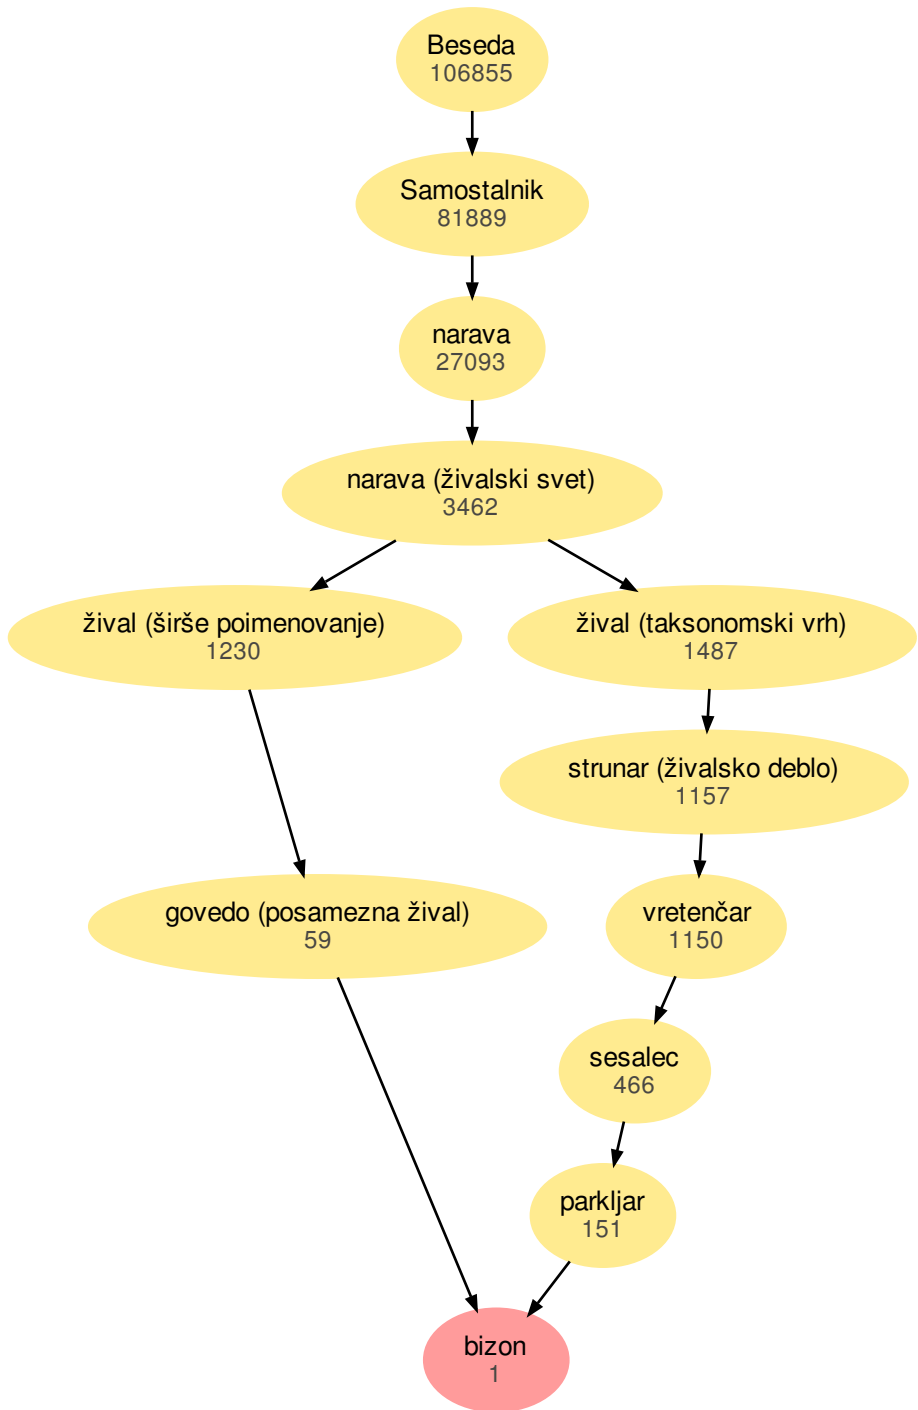 Beseda
106855
Samostalnik
81889
narava
27093
narava (živalski svet)
3462
žival (širše poimenovanje)
1230
žival (taksonomski vrh)
1487
strunar (živalsko deblo)
1157
govedo (posamezna žival)
59
vretenčar
1150
sesalec
466
parkljar
151
bizon
1